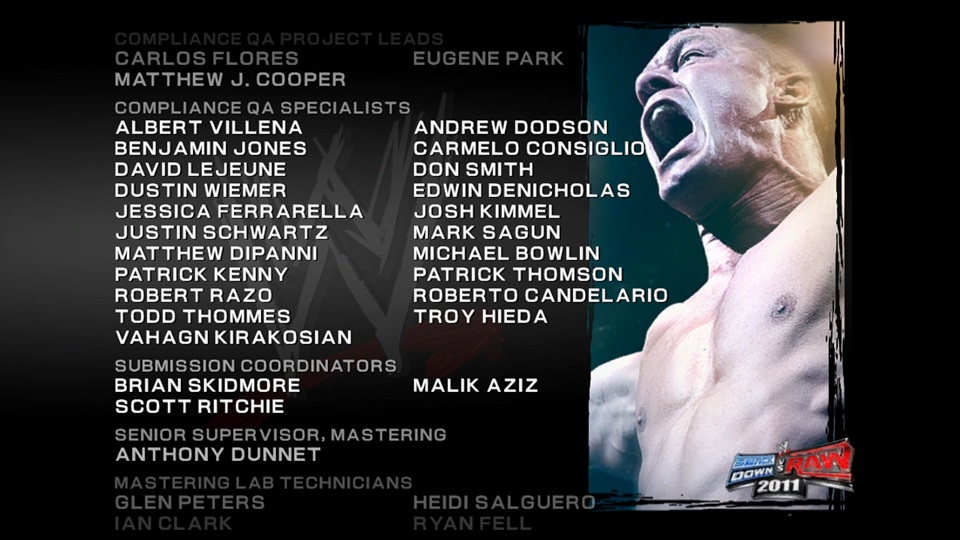 COMPLIANCE QA PROJECT LEADS
CARLOS FLORES EUGENE PARK
MATTHEW J. COOPER
COMPLIANCE QA SPECIALISTS
ALBERT VILLENA ANDREW DODSON
BENJAMIN JONES CARMELO CONSIGLIO
DAVID LEJEUNE DON SMITH
DUSTIN WIEMER EDWIN DENICHOLAS
JESSICA FERRARELLA JOSH KIMMEL
JUSTIN SCHWARTZ MARK SAGUN
MATTHEW DIPANNI MICHAEL BOWLIN
PATRICK KENNY PATRICK THOMSON
ROBERT RAZO ROBERTO CANDELARIO
TODD THOMMES TROY HIEDA
VAHAGN KIRAKOSIAN
SUBMISSION COORDINATORS
BRIAN SKIDMORE MALIK AZIZ
SCOTT RITCHIE
SENIOR SUPERVISOR, MASTERING
ANTHONY DUNNET
MASTERING LAB TECHNICIANS
GLEN PETERS HEIDI SALGUERO
IAN CLARK RYAN FELL
SMACK DOWN VS RAW
2011